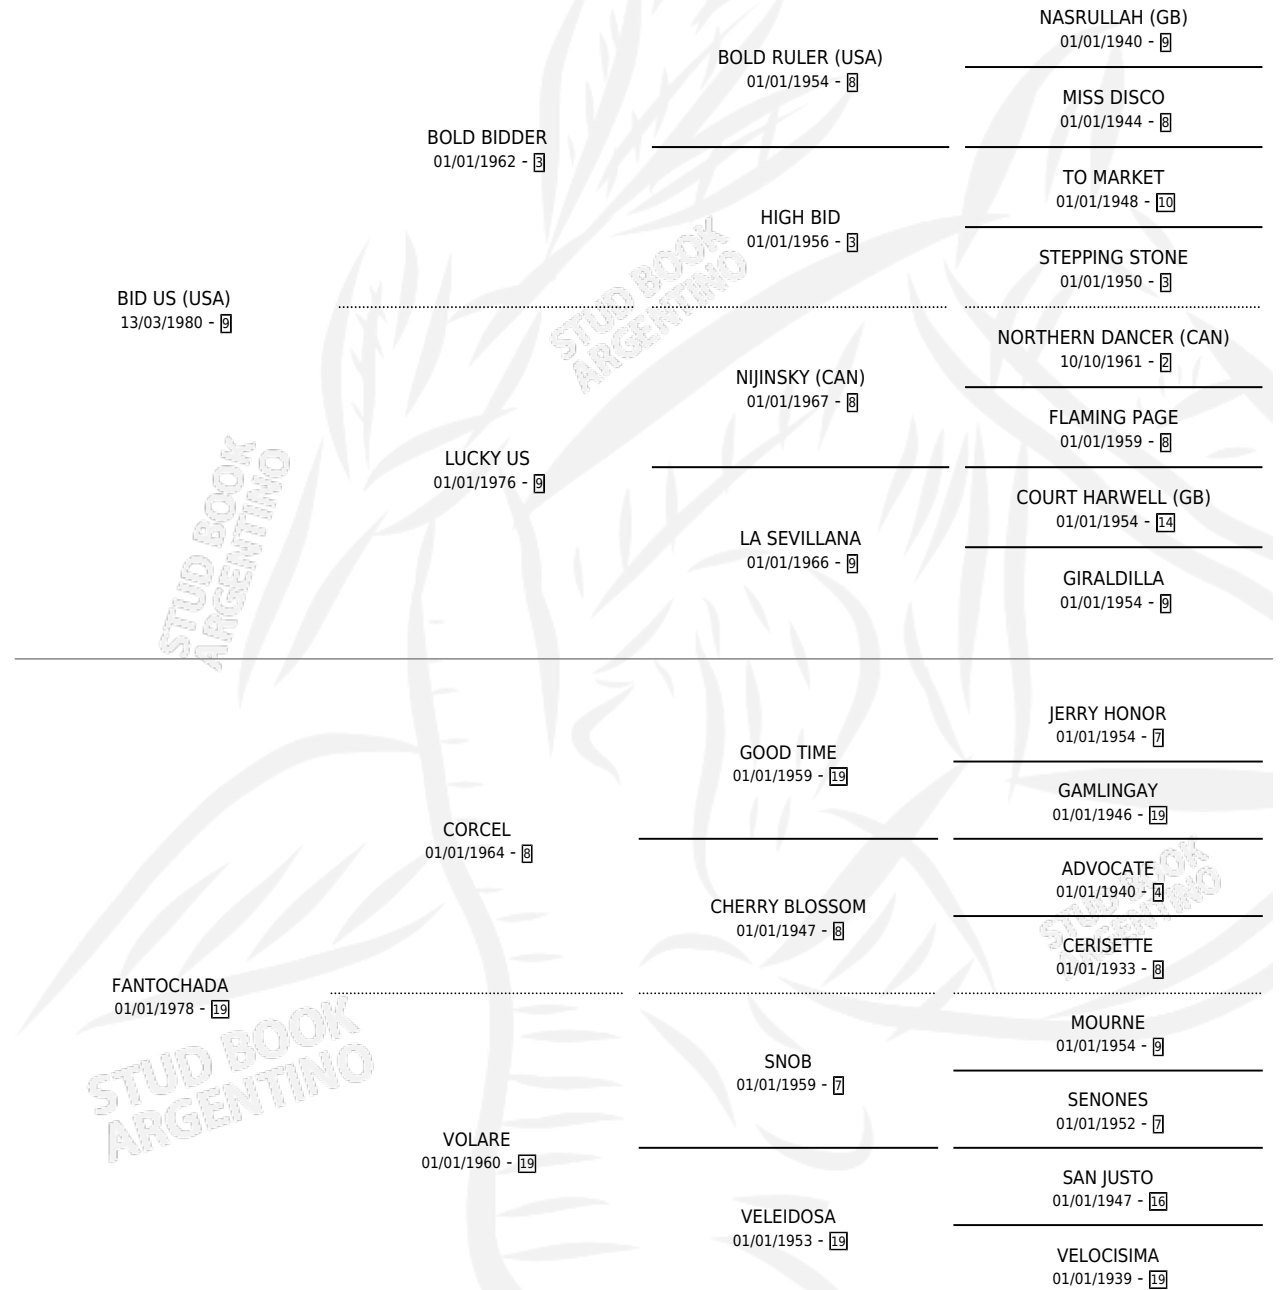 NASRULLAH (GB)
01/01/1940 - 9
BOLD RULER (USA)
01/01/1954 - 8
MISS DISCO
01/01/1944 - 8
BOLD BIDDER
01/01/1962 - 3
TO MARKET
01/01/1948 - 10
HIGH BID
01/01/1956 - 3
STEPPING STONE
01/01/1950 - 3
BID US (USA)
13/03/1980 - 9
STUD BOOK
ARGENTINO
NORTHERN DANCER (CAN)
10/10/1961 - 2
NIJINSKY (CAN)
01/01/1967 - 8
FLAMING PAGE
01/01/1959 - 8
LUCKY US
01/01/1976 - 9
COURT HARWELL (GB)
01/01/1954 - 14
LA SEVILLANA
01/01/1966 - 9
GIRALDILLA
01/01/1954 - 9
STUD BOOK
ARGENTINO
JERRY HONOR
01/01/1954 - 7
GOOD TIME
01/01/1959 - 19
GAMLINGAY
01/01/1946 - 19
CORCEL
01/01/1964 - 8
ADVOCATE
01/01/1940 - 4
CHERRY BLOSSOM
01/01/1947 - 8
CERISETTE
01/01/1933 - 8
STUD BOOK
ARGENTINO
FANTOCHADA
01/01/1978 - 19
MOURNE
01/01/1954 - 9
SNOB
01/01/1959 - 7
SENONES
01/01/1952 - 7
STUD BOOK
ARGENTINO
VOLARE
01/01/1960 - 19
SAN JUSTO
01/01/1947 - 16
VELEIDOSA
01/01/1953 - 19
VELOCISIMA
01/01/1939 - 19